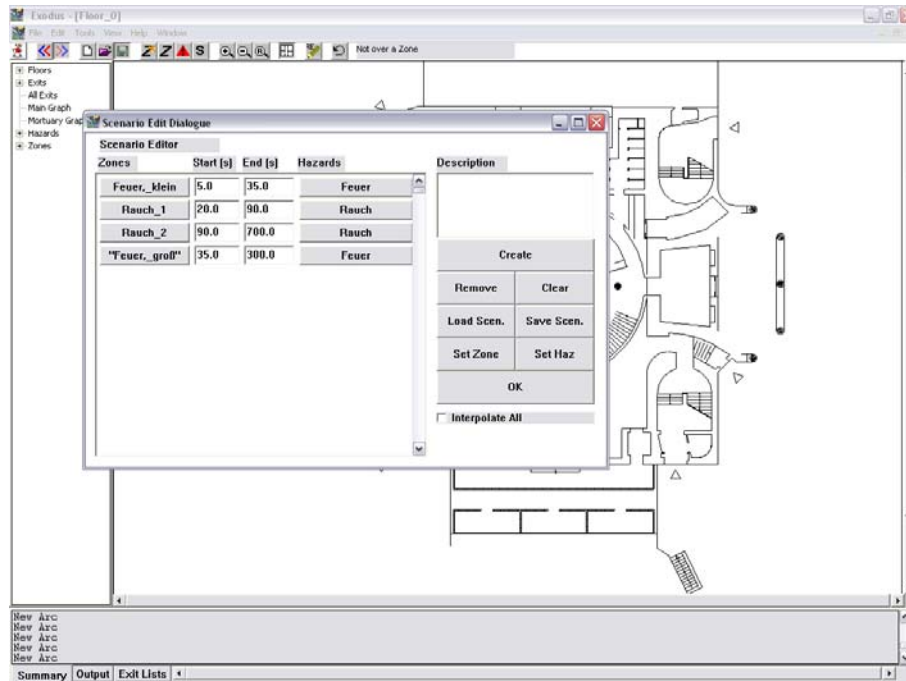 Exodus - [Floor_0]
File Edit Tools View Help Window
Z Z S R Not over a Zone
Floors
Exits
All Exits
Main Graph
Mortuary Grap
Hazards
Zones
Scenario Edit Dialogue
Scenario Editor
Zones Start (s) End (s) Hazards
Feuer,_klein 5.0 35.0 Feuer
Rauch_1 20.0 90.0 Rauch
Rauch_2 90.0 700.0 Rauch
"Feuer,_groß" 35.0 300.0 Feuer
Description
Create
Remove Clear
Load Scen. Save Scen.
Set Zone Set Haz
OK
Interpolate All
New Arc
New Arc
New Arc
New Arc
New Arc
Summary Output Exit Lists